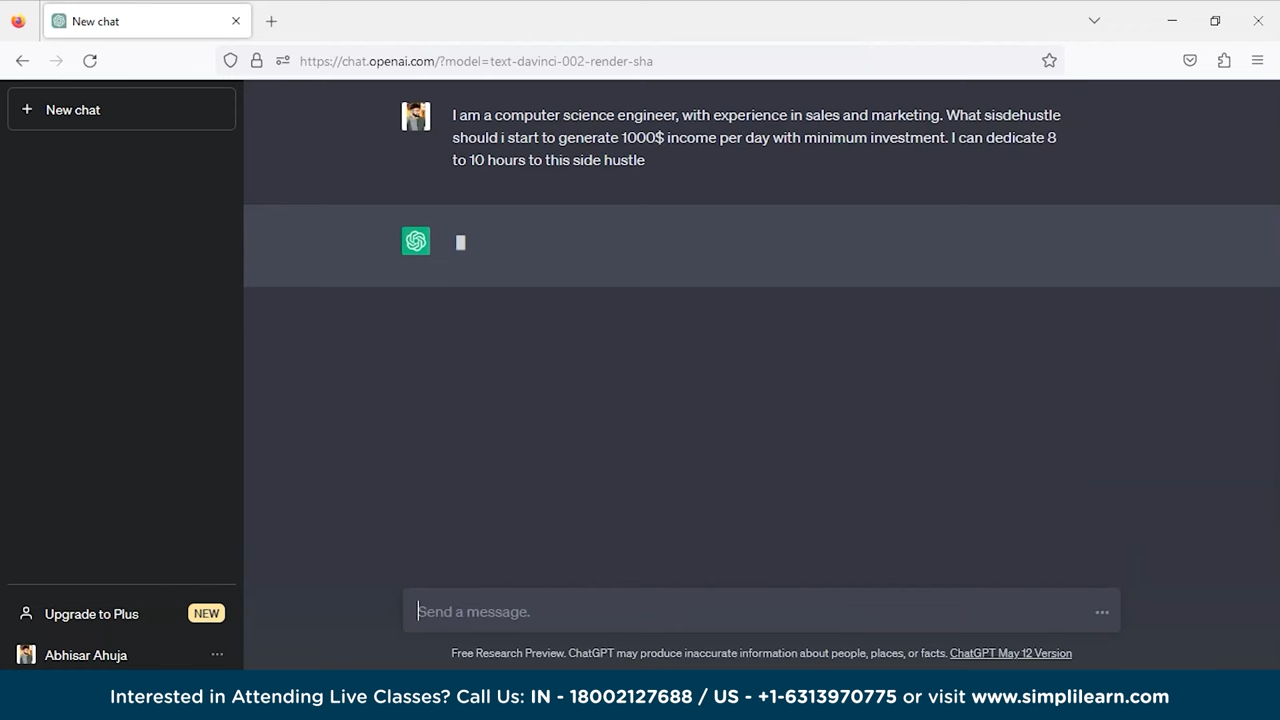 New chat
https://chat.openai.com/?model=text-davinci-002-render-sha
New chat
I am a computer science engineer, with experience in sales and marketing. What sisdehustle
should i start to generate 1000$ income per day with minimum investment. I can dedicate 8
to 10 hours to this side hustle
Upgrade to Plus NEW
Abhisar Ahuja
Send a message.
Free Research Preview. ChatGPT may produce inaccurate information about people, places, or facts. ChatGPT May 12 Version
Interested in Attending Live Classes? Call Us: IN - 18002127688 / US - +1-6313970775 or visit www.simplilearn.com